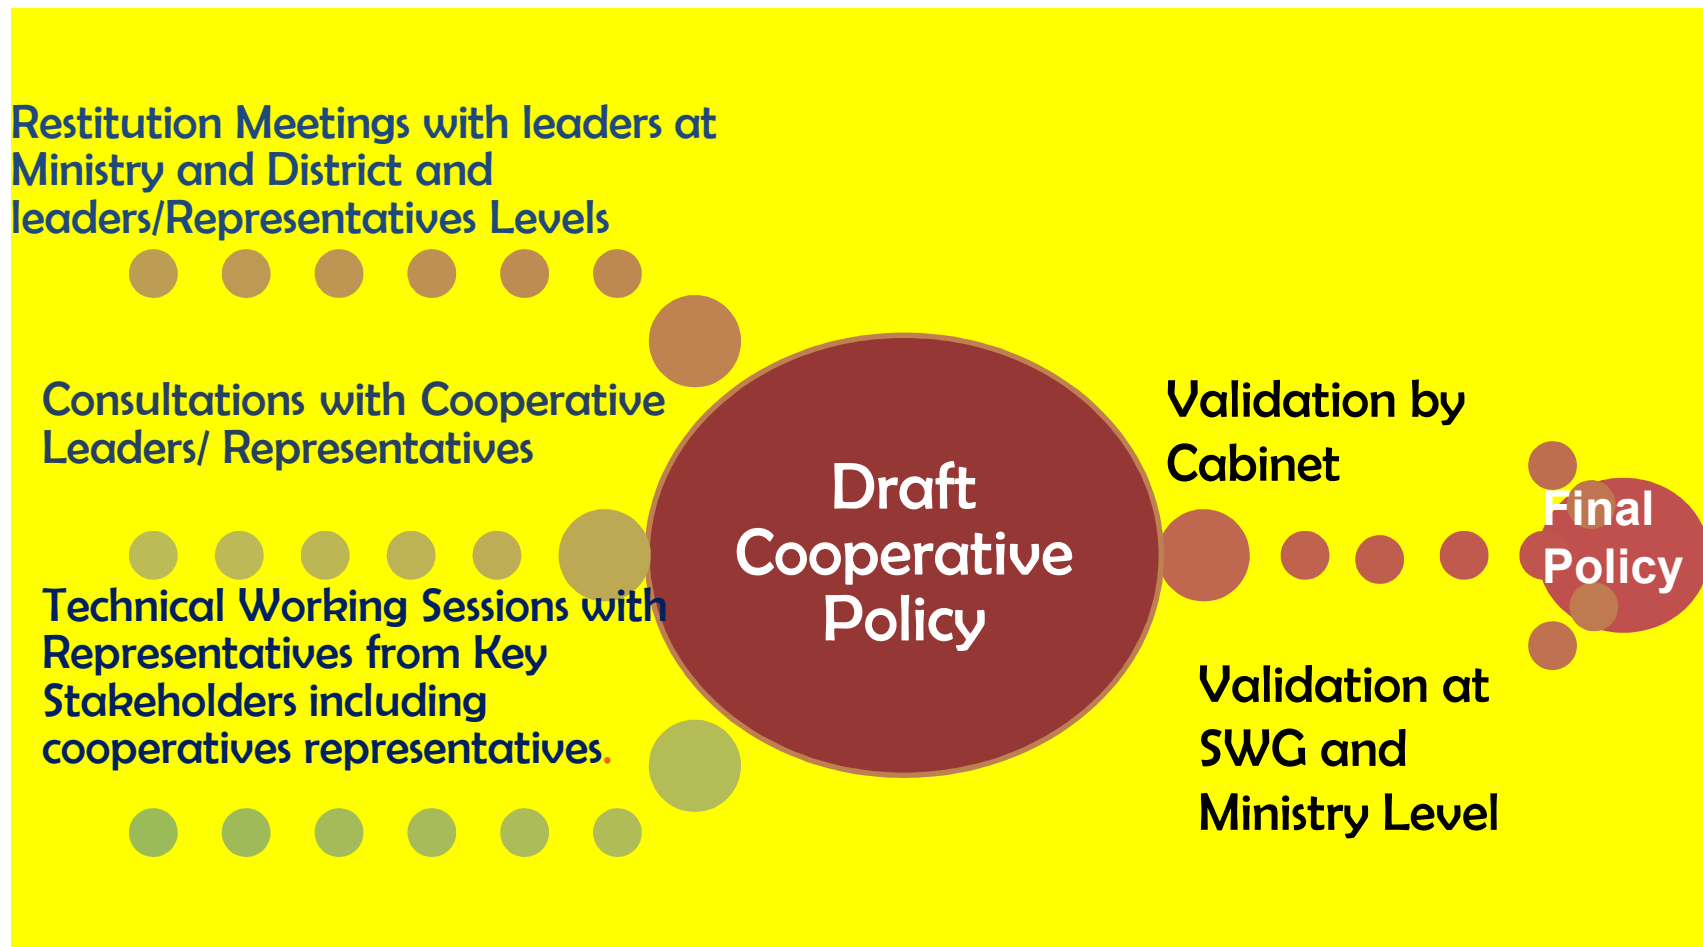 Restitution Meetings with leaders at
Ministry and District and
leaders/Representatives Levels
Consultations with Cooperative
Leaders/ Representatives
Technical Working Sessions with
Representatives from Key
Stakeholders including
cooperatives representatives.
Draft
Cooperative
Policy
Validation by
Cabinet
Validation at
SWG and
Ministry Level
Final
Policy